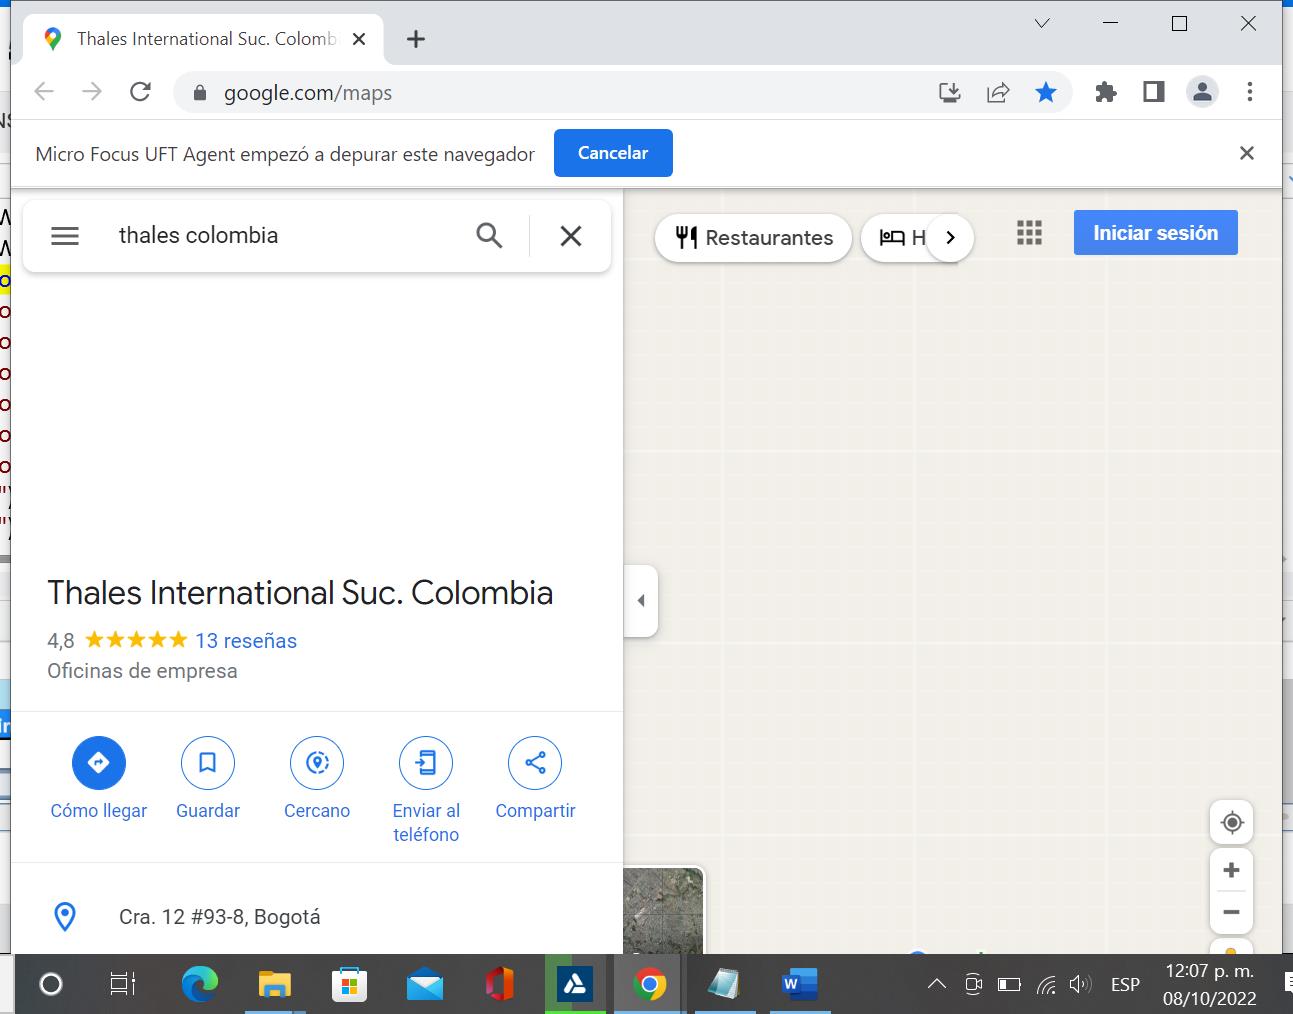 Thales International Suc. Colomb
google.com/maps
Micro Focus UFT Agent empezó a depurar este navegador
Cancelar
thales colombia
Restaurantes
H
Iniciar sesión
Thales International Suc. Colombia
4,8
13 reseñas
Oficinas de empresa
Cómo llegar
Guardar
Cercano
Enviar al
teléfono
Compartir
Cra. 12 #93-8, Bogotá
ESP
12:07 p. m.
08/10/2022